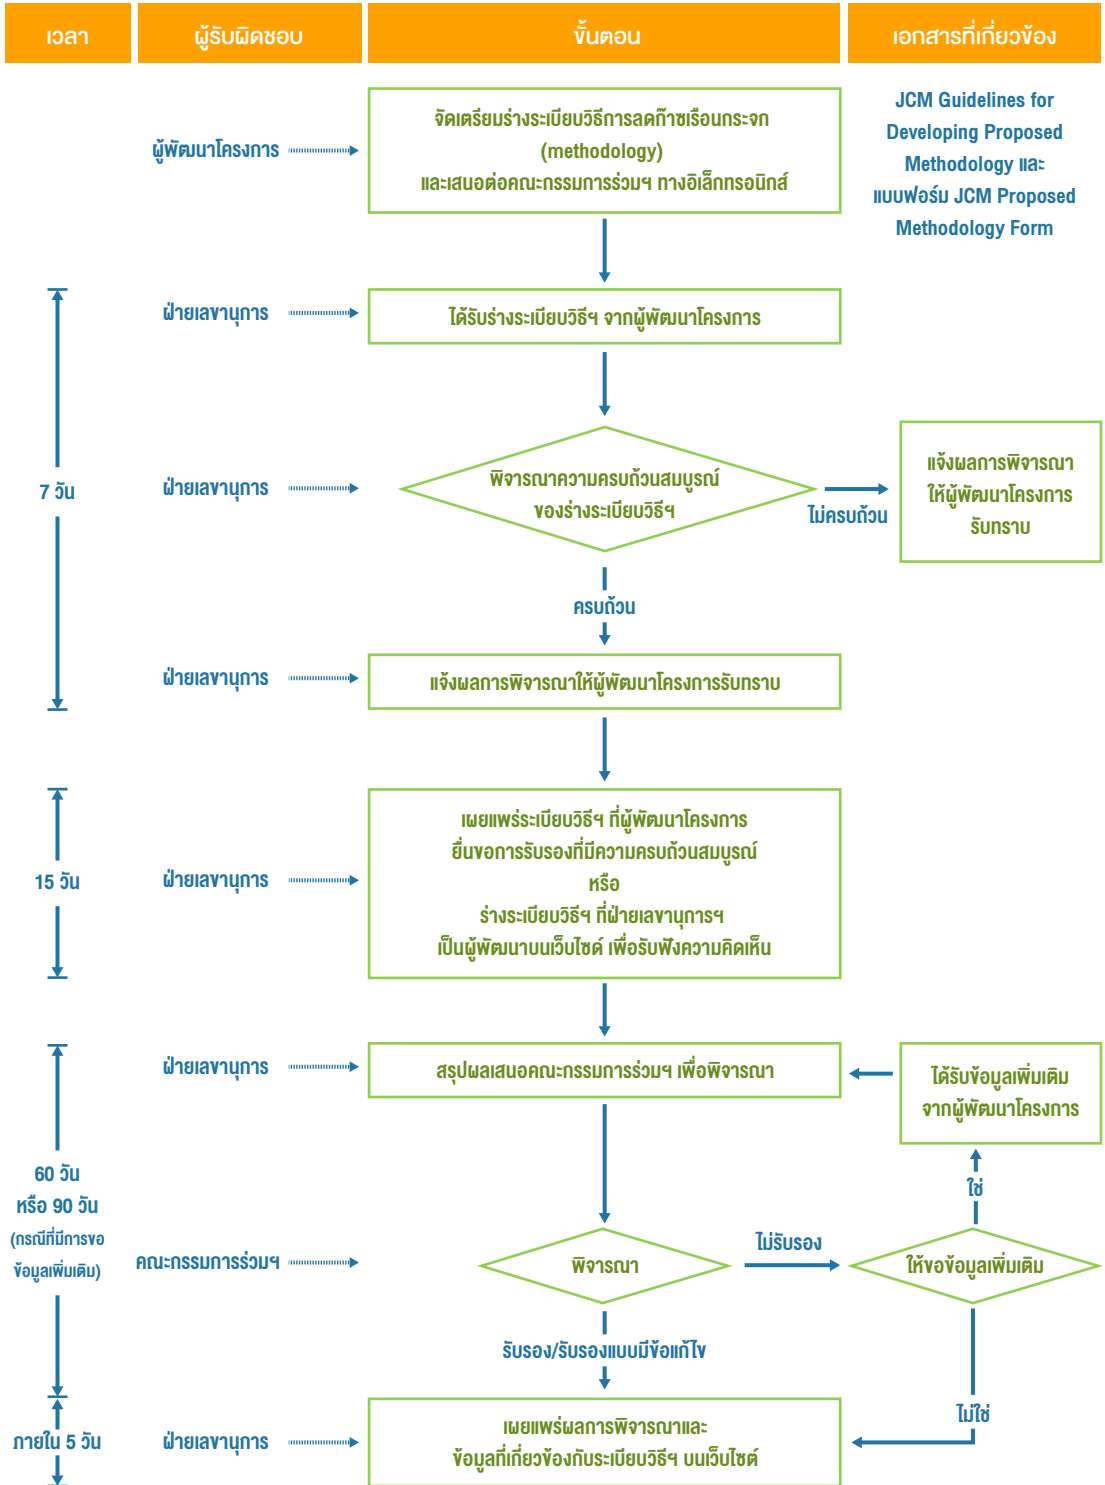 เวลา
ผู้รับผิดชอบ
ขั้นตอน
เอกสารที่เกี่ยวข้อง
ผู้พัฒนาโครงการ
จัดเตรียมร่างระเบียบวิธีการลดก๊าซเรือนกระจก
(methodology)
และเสนอต่อคณะกรรมการร่วมฯ ทางอิเล็กทรอนิกส์
JCM Guidelines for
Developing Proposed
Methodology และ
แบบฟอร์ม JCM Proposed
Methodology Form
ฝ่ายเลขานุการ
ได้รับร่างระเบียบวิธีฯ จากผู้พัฒนาโครงการ
7 วัน
ฝ่ายเลขานุการ
พิจารณาความครบถ้วนสมบูรณ์
ของร่างระเบียบวิธีฯ
ไม่ครบถ้วน
แจ้งผลการพิจารณา
ให้ผู้พัฒนาโครงการ
รับทราบ
ครบถ้วน
ฝ่ายเลขานุการ
แจ้งผลการพิจารณาให้ผู้พัฒนาโครงการรับทราบ
15 วัน
ฝ่ายเลขานุการ
เผยแพร่ระเบียบวิธีฯ ที่ผู้พัฒนาโครงการ
ยื่นขอการรับรองที่มีความครบถ้วนสมบูรณ์
หรือ
ร่างระเบียบวิธีฯ ที่ฝ่ายเลขานุการฯ
เป็นผู้พัฒนาบนเว็บไซด์ เพื่อรับฟังความคิดเห็น
ฝ่ายเลขานุการ
สรุปผลเสนอคณะกรรมการร่วมฯ เพื่อพิจารณา
ได้รับข้อมูลเพิ่มเติม
จากผู้พัฒนาโครงการ
60 วัน
หรือ 90 วัน
(กรณีที่มีการขอ
ข้อมูลเพิ่มเติม)
ใช่
คณะกรรมการร่วมฯ
พิจารณา
ไม่รับรอง
ให้ขอข้อมูลเพิ่มเติม
รับรอง/รับรองแบบมีข้อแก้ไข
ไม่ใช่
ภายใน 5 วัน
ฝ่ายเลขานุการ
เผยแพร่ผลการพิจารณาและ
ข้อมูลที่เกี่ยวข้องกับระเบียบวิธีฯ บนเว็บไซต์